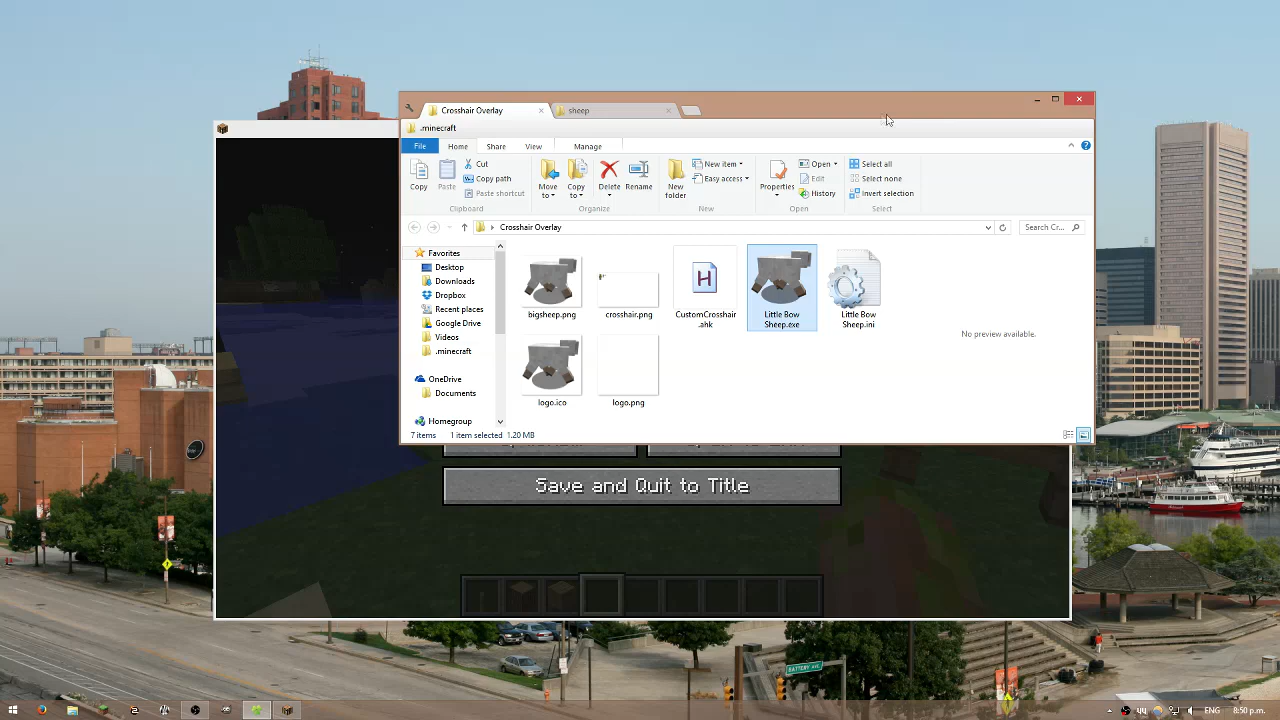 Crosshair Overlay
sheep
.minecraft
File
Home
Share
View
Manage
Copy
Paste
Cut
Copy path
Paste shortcut
Clipboard
Move to
Copy to
Delete
Rename
Organize
New folder
New item
Easy access
New
Properties
Open
Edit
History
Open
Select all
Select none
Invert selection
Select
Crosshair Overlay
Search Cr...
Favorites
Desktop
Downloads
Dropbox
Recent places
Google Drive
Videos
.minecraft
OneDrive
Documents
Homegroup
bigsheep.png
crosshair.png
CustomCrosshair
.ahk
Little Bow
Sheep.exe
Little Bow
Sheep.ini
logo.ico
logo.png
No preview available.
7 items
1 item selected 1.20 MB
Save and Quit to Title
BATTERY AVE
ENG
8:50 p.m.